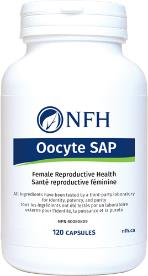 NFH
Oocyte SAP
Female Reproductive Health
Santé reproductive féminine
All ingredients have been tested by a third-party laboratory
for identity, potency, and purity
Tous les ingrédients ont été testés par un laboratoire
externe pour l'identité, la puissance et la pureté
120 CAPSULES
nfh.ca